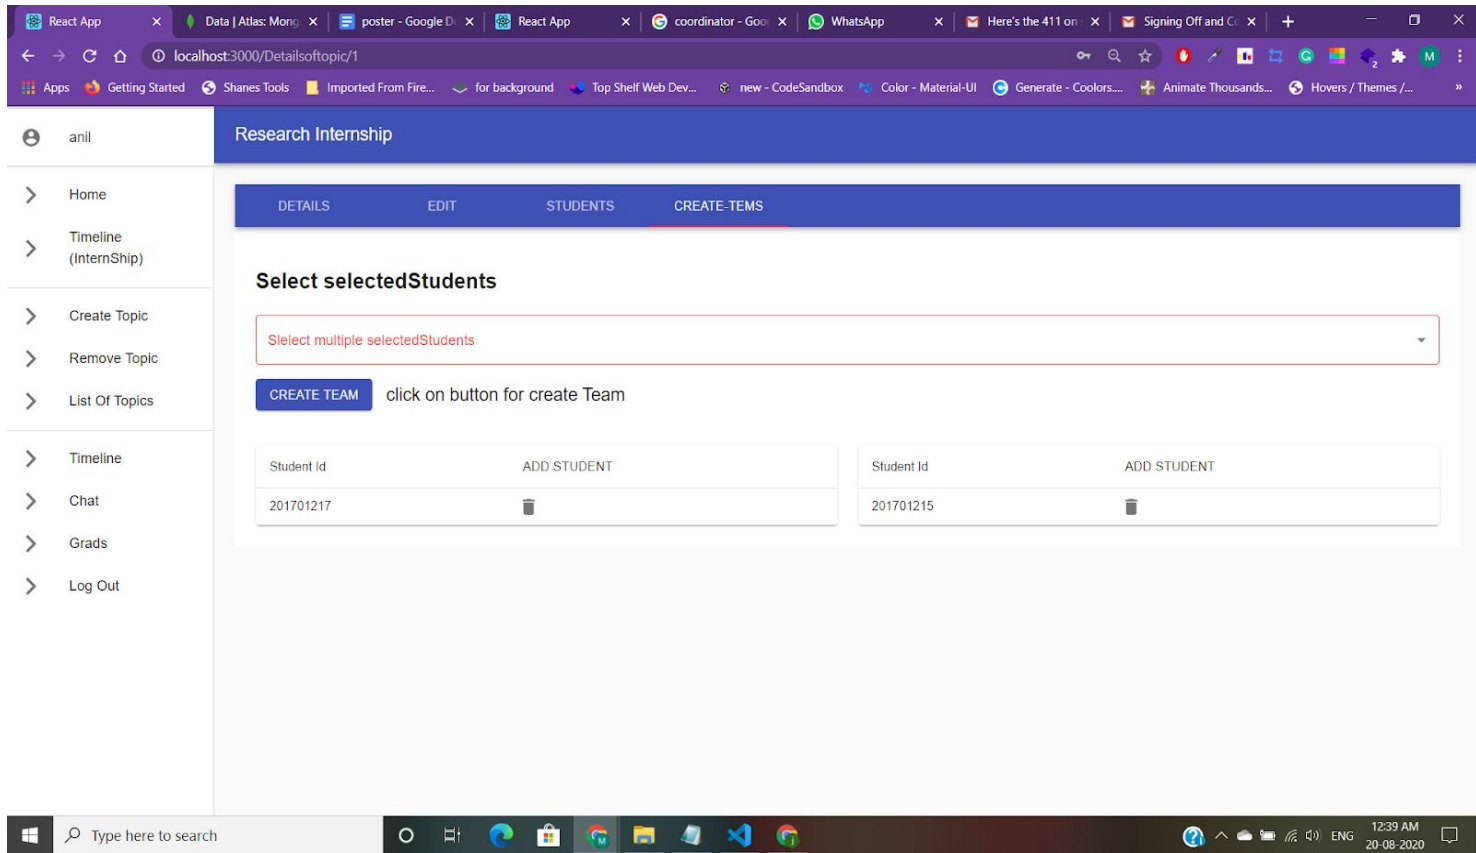 React App
Data | Atlas: Mong
poster - Google D
React App
coordinator - Goo
WhatsApp
Here's the 411 on
Signing Off and C
localhost:3000/Detailsoftopic/1
M
Apps
Getting Started
Shanes Tools
Imported From Fire...
for background
Top Shelf Web Dev...
new - CodeSandbox
Color - Material-UI
Generate - Coolors....
Animate Thousands...
Hovers / Themes /...
anil
Research Internship
Home
Timeline
(InternShip)
Create Topic
Remove Topic
List Of Topics
Timeline
Chat
Grads
Log Out
DETAILS EDIT STUDENTS CREATE-TEMS
Select selectedStudents
Slelect multiple selectedStudents
CREATE TEAM click on button for create Team
Student Id ADD STUDENT
201701217
Student Id ADD STUDENT
201701215
Type here to search
ENG
12:39 AM
20-08-2020